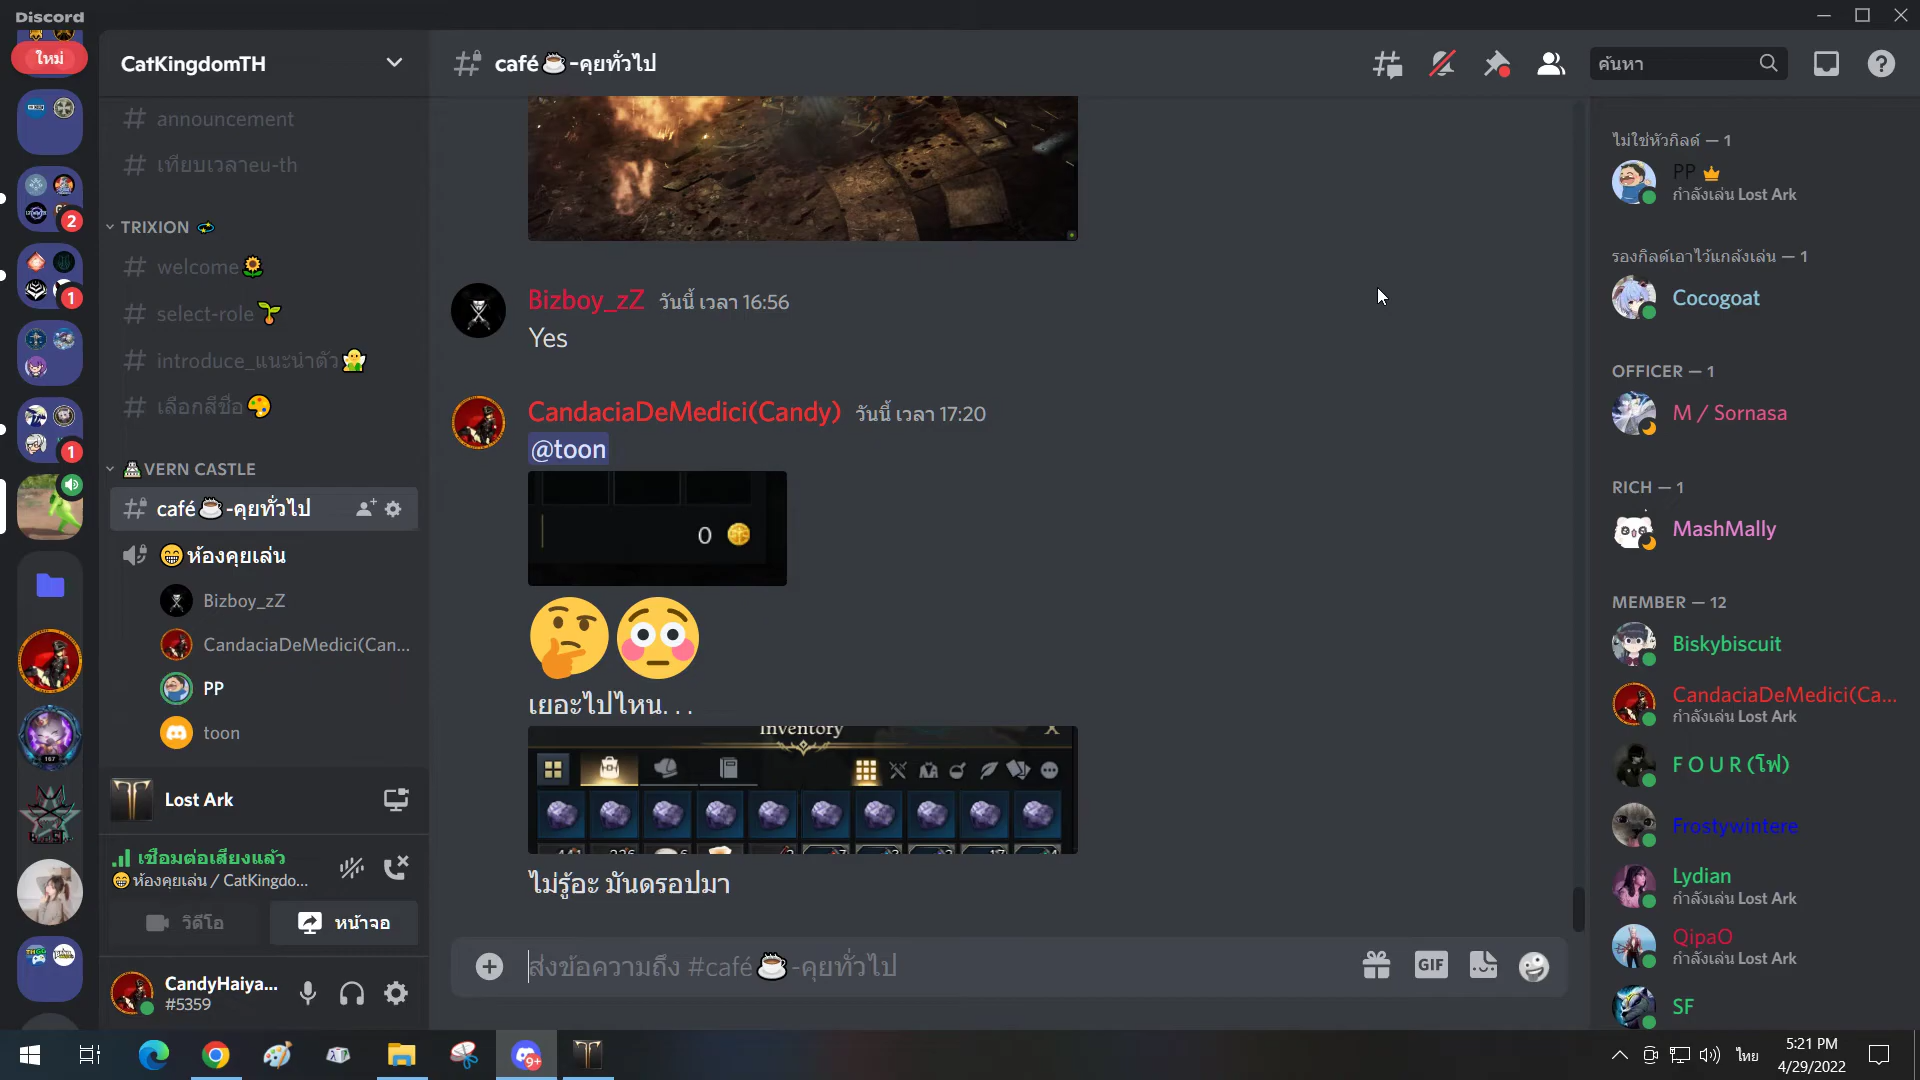 Discord
ใหม่
CatKingdomTH
café☕-คุยทั่วไป
ค้นหา
announcement
เทียบเวลาeu-th
TRIXION
welcome🌻
select-role🌱
introduce_แนะนำตัว
เลือกสีชื่อ🎨
VERN CASTLE
café☕-คุยทั่วไป
😁ห้องคุยเล่น
Bizboy_zZ
CandaciaDeMedici(Can...
PP
toon
2
1
1
Lost Ark
เชื่อมต่อเสียงแล้ว
😁ห้องคุยเล่น / CatKingdo...
วิดีโอ
หน้าจอ
CandyHaiya...
#5359
Bizboy_zZ วันนี้ เวลา 16:56
Yes
CandaciaDeMedici(Candy) วันนี้ เวลา 17:20
@toon
0
🤔😳
เยอะไปไหน...
Inventory
ไม่รู้อะ มันดรอปมา
ส่งข้อความถึง #café☕-คุยทั่วไป
GIF
ไม่ใช่หัวกิลด์ — 1
PP
กำลังเล่น Lost Ark
รองกิลด์เอาไว้แกล้งเล่น — 1
Cocogoat
OFFICER — 1
M / Sornasa
RICH — 1
MashMally
MEMBER — 12
Biskybiscuit
CandaciaDeMedici(Ca...
กำลังเล่น Lost Ark
F O U R (โฟ)
Frostywintere
Lydian
กำลังเล่น Lost Ark
QipaO
กำลังเล่น Lost Ark
SF
9+
ไทย
5:21 PM
4/29/2022